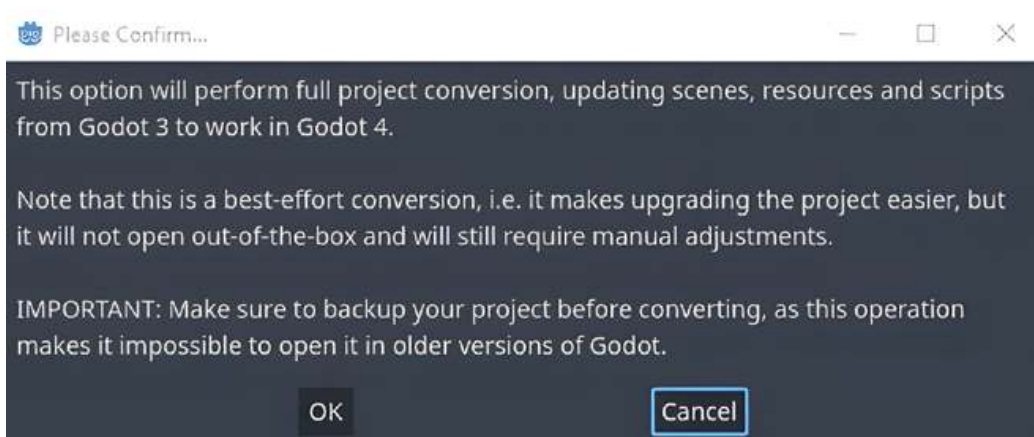 Please Confirm...
This option will perform full project conversion, updating scenes, resources and scripts
from Godot 3 to work in Godot 4.
Note that this is a best-effort conversion, i.e. it makes upgrading the project easier, but
it will not open out-of-the-box and will still require manual adjustments.
IMPORTANT: Make sure to backup your project before converting, as this operation
makes it impossible to open it in older versions of Godot.
OK Cancel